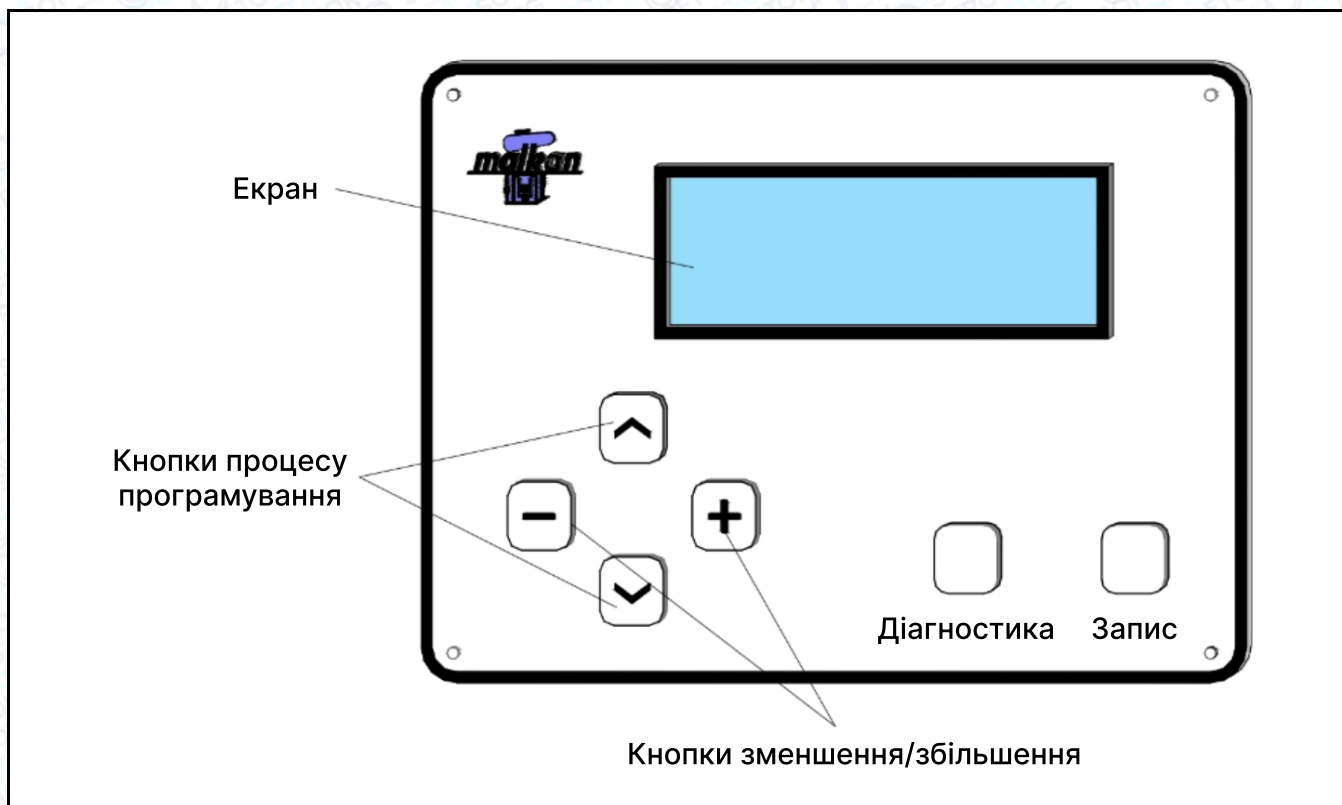 malkan
Екран
Кнопки процесу
програмування
Діагностика
Запис
Кнопки зменшення/збільшення